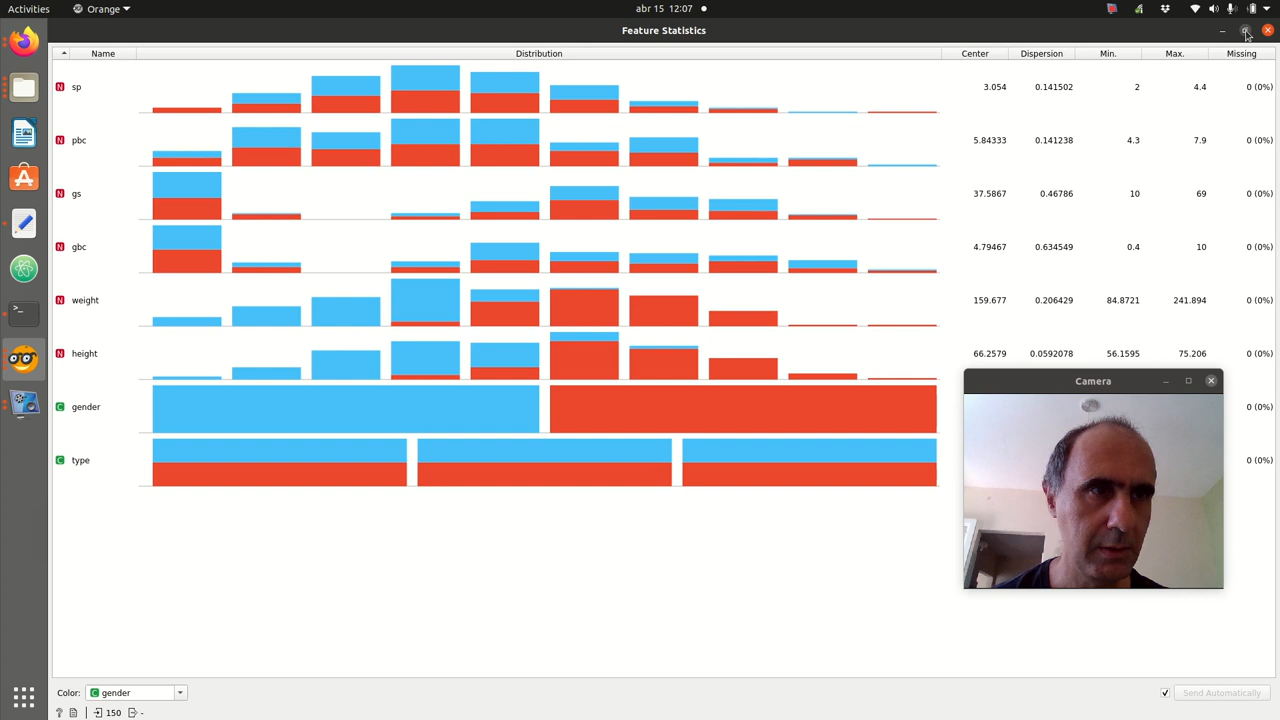 Activities Orange abr 15 12:07
Feature Statistics
Name Distribution Center Dispersion Min. Max. Missing
N sp 3.054 0.141502 2 4.4 0 (0%)
N pbc 5.84333 0.141238 4.3 7.9 0 (0%)
N gs 37.5867 0.46786 10 69 0 (0%)
N gbc 4.79467 0.634549 0.4 10 0 (0%)
N weight 159.677 0.206429 84.8721 241.894 0 (0%)
N height 66.2579 0.0592078 56.1595 75.206 0 (0%)
Camera
C gender 0 (0%)
C type 0 (0%)
Color: C gender Send Automatically
? 150 -